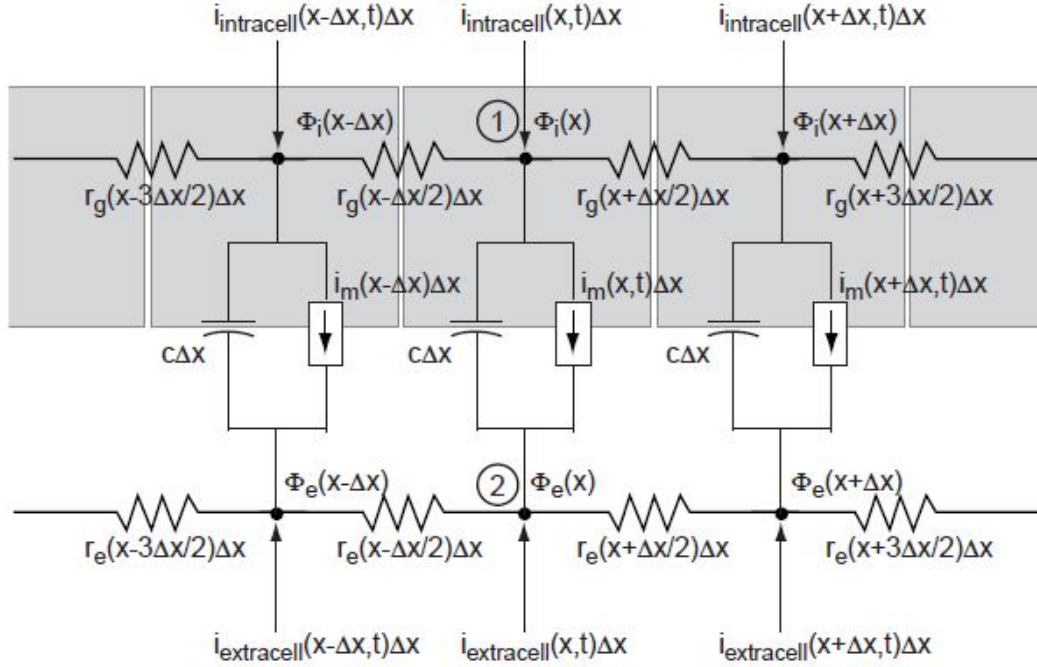 i_intracell(x-Δx,t)Δx i_intracell(x,t)Δx i_intracell(x+Δx,t)Δx
Φ_i(x-Δx) 1 Φ_i(x) Φ_i(x+Δx)
r_g(x-3Δx/2)Δx r_g(x-Δx/2)Δx r_g(x+Δx/2)Δx r_g(x+3Δx/2)Δx
i_m(x-Δx)Δx i_m(x,t)Δx i_m(x+Δx,t)Δx
cΔx cΔx cΔx
Φ_e(x-Δx) 2 Φ_e(x) Φ_e(x+Δx)
r_e(x-3Δx/2)Δx r_e(x-Δx/2)Δx r_e(x+Δx/2)Δx r_e(x+3Δx/2)Δx
i_extracell(x-Δx,t)Δx i_extracell(x,t)Δx i_extracell(x+Δx,t)Δx